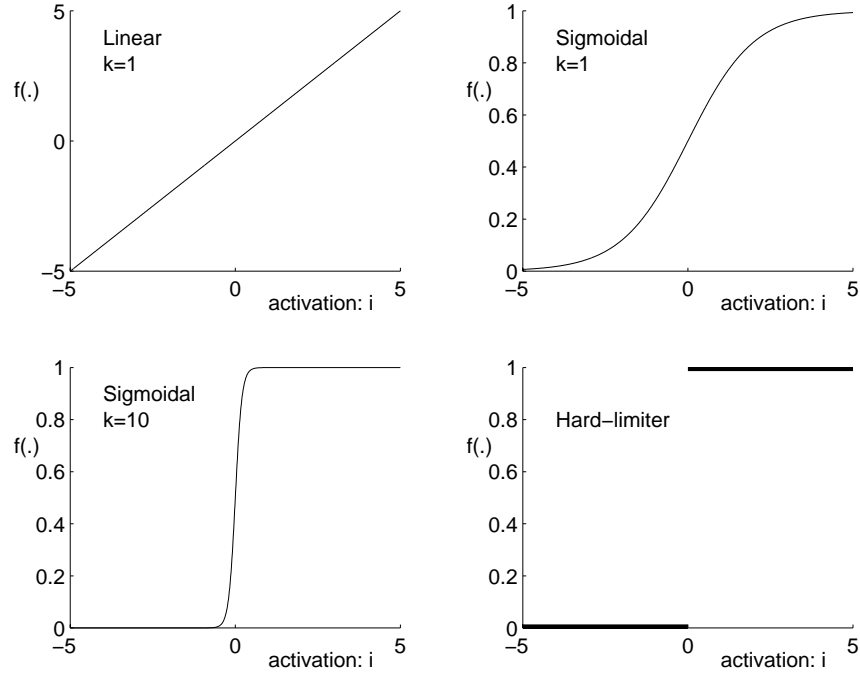 5
Linear
k=1
f(.)
0
−5
−5
0
5
activation: i
1
Sigmoidal
k=1
0.8
f(.)
0.6
0.4
0.2
0
−5
0
5
activation: i
1
Sigmoidal
k=10
0.8
f(.)
0.6
0.4
0.2
0
−5
0
5
activation: i
1
Hard−limiter
0.8
f(.)
0.6
0.4
0.2
0
−5
0
5
activation: i